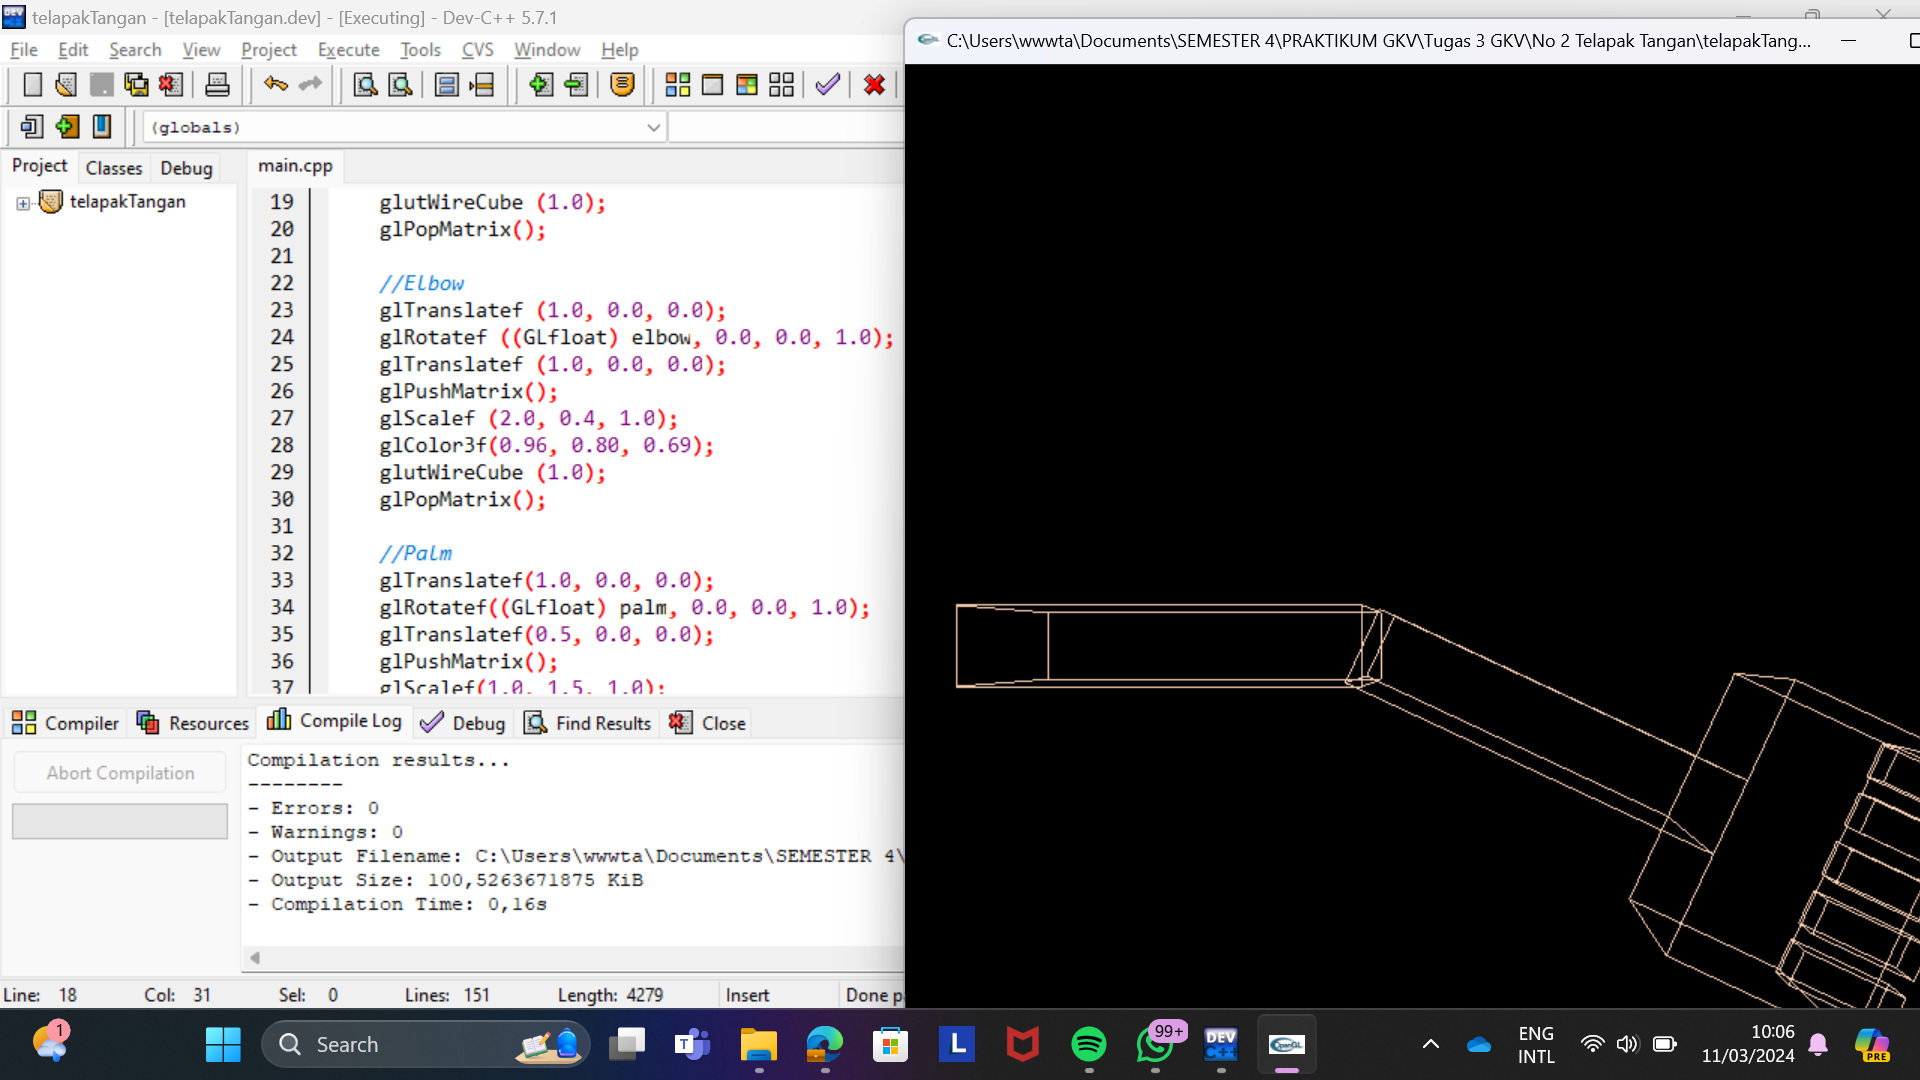 telapakTangan - [telapakTangan.dev] - [Executing] - Dev-C++ 5.7.1
File Edit Search View Project Execute Tools CVS Window Help
C:\Users\wwwta\Documents\SEMESTER 4\PRAKTIKUM GKV\Tugas 3 GKV\No 2 Telapak Tangan\telapakTang...
(globals)
Project Classes Debug
telapakTangan
main.cpp
19 glutWireCube (1.0);
20 glPopMatrix();
21
22 //Elbow
23 glTranslatef (1.0, 0.0, 0.0);
24 glRotatef ((GLfloat) elbow, 0.0, 0.0, 1.0);
25 glTranslatef (1.0, 0.0, 0.0);
26 glPushMatrix();
27 glScalef (2.0, 0.4, 1.0);
28 glColor3f(0.96, 0.80, 0.69);
29 glutWireCube (1.0);
30 glPopMatrix();
31
32 //Palm
33 glTranslatef(1.0, 0.0, 0.0);
34 glRotatef((GLfloat) palm, 0.0, 0.0, 1.0);
35 glTranslatef(0.5, 0.0, 0.0);
36 glPushMatrix();
37 glScalef(1.0, 1.5, 1.0);
Compiler Resources Compile Log Debug Find Results Close
Abort Compilation
Compilation results...
--------
- Errors: 0
- Warnings: 0
- Output Filename: C:\Users\wwwta\Documents\SEMESTER 4\
- Output Size: 100,5263671875 KiB
- Compilation Time: 0,16s
Line: 18 Col: 31 Sel: 0 Lines: 151 Length: 4279 Insert Done p
1
Search
T
L
99+
DEV
C++
OpenGL
ENG
INTL
10:06
11/03/2024
PRE